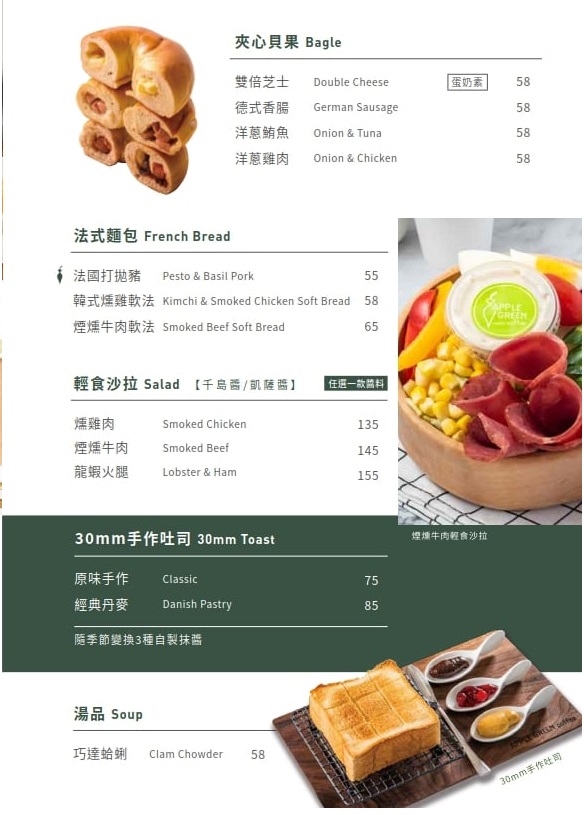 夾心貝果 Bagle
雙倍芝士 Double Cheese 蛋奶素 58
德式香腸 German Sausage 58
洋蔥鮪魚 Onion & Tuna 58
洋蔥雞肉 Onion & Chicken 58
法式麵包 French Bread
法國打拋豬 Pesto & Basil Pork 55
韓式燻雞軟法 Kimchi & Smoked Chicken Soft Bread 58
煙燻牛肉軟法 Smoked Beef Soft Bread 65
APPLE
GREEN
輕食沙拉 Salad 【千島醬/凱薩醬】 任選一款醬料
燻雞肉 Smoked Chicken 135
煙燻牛肉 Smoked Beef 145
龍蝦火腿 Lobster & Ham 155
煙燻牛肉輕食沙拉
30mm手作吐司 30mm Toast
原味手作 Classic 75
經典丹麥 Danish Pastry 85
隨季節變換3種自製抹醬
湯品 Soup
巧達蛤蜊 Clam Chowder 58
APPLE GREEN COFFEE
30mm手作吐司